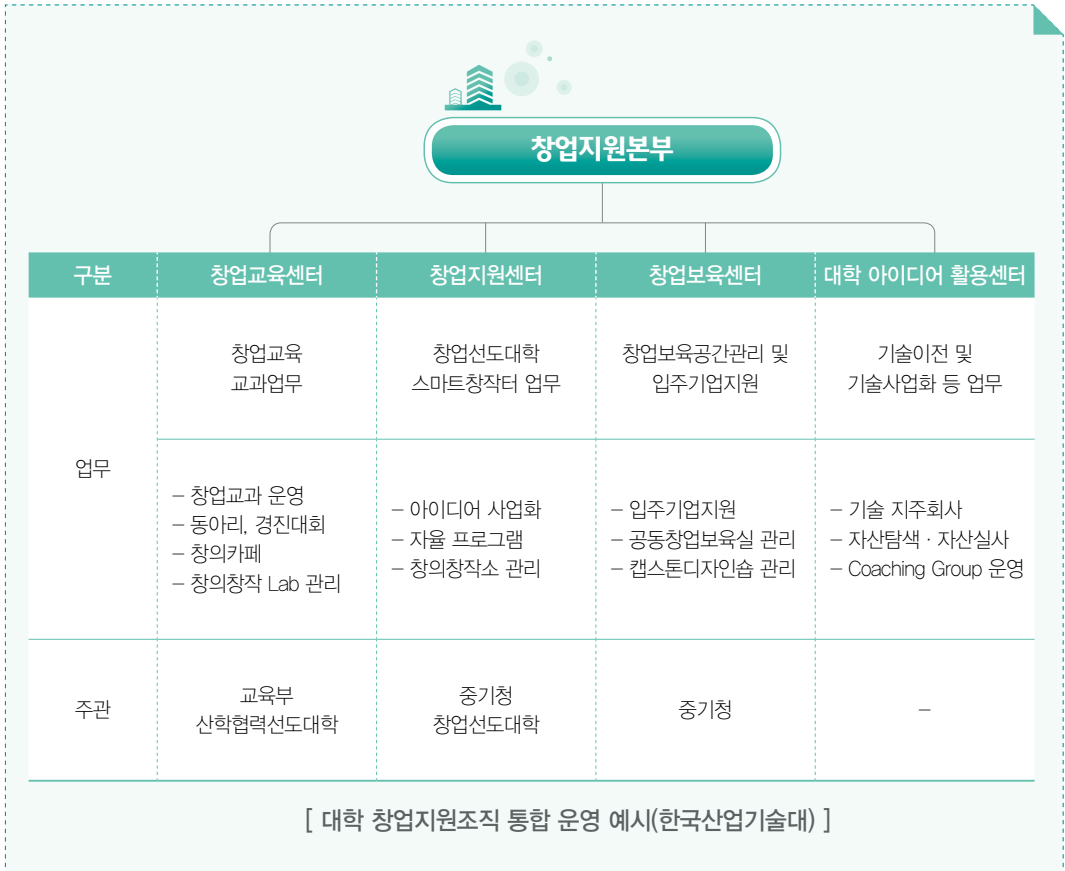 창업지원본부
구분
창업교육센터
창업지원센터
창업보육센터
대학 아이디어 활용센터
업무
창업교육
교과업무
창업선도대학
스마트창작터 업무
창업보육공간관리 및
입주기업지원
기술이전 및
기술사업화 등 업무
– 창업교과 운영
– 동아리, 경진대회
– 창의카페
– 창의창작 Lab 관리
– 아이디어 사업화
– 자율 프로그램
– 창의창작소 관리
– 입주기업지원
– 공동창업보육실 관리
– 캡스톤디자인숍 관리
– 기술 지주회사
– 자산탐색 · 자산실사
– Coaching Group 운영
주관
교육부
산학협력선도대학
중기청
창업선도대학
중기청
–
[ 대학 창업지원조직 통합 운영 예시(한국산업기술대) ]